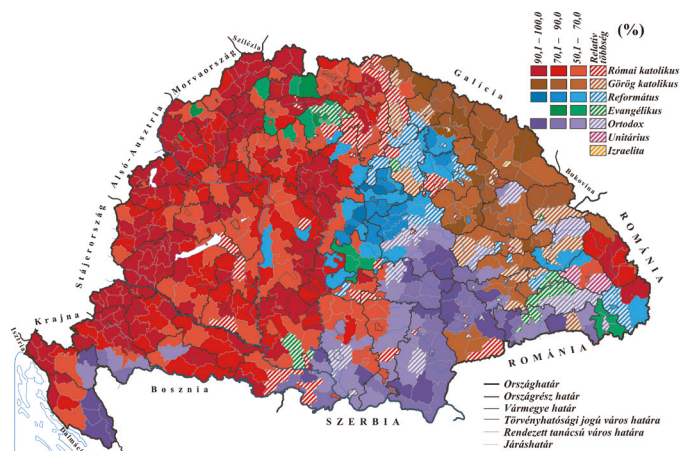 90,1 – 100,0
70,1 – 90,0
50,1 – 70,0
Relatív
többség
(%)
Római katolikus
Görög katolikus
Református
Evangélikus
Ortodox
Unitárius
Izraelita
Szilézia
Morvaország
Galícia
Alsó-Ausztria
Bukovina
Stájerország
ROMÁNIA
Krajna
Isztria
ROMÁNIA
Bosznia
SZERBIA
Országhatár
Országrész határ
Vármegye határ
Törvényhatósági jogú város határa
Rendezett tanácsú város határa
Járáshatár